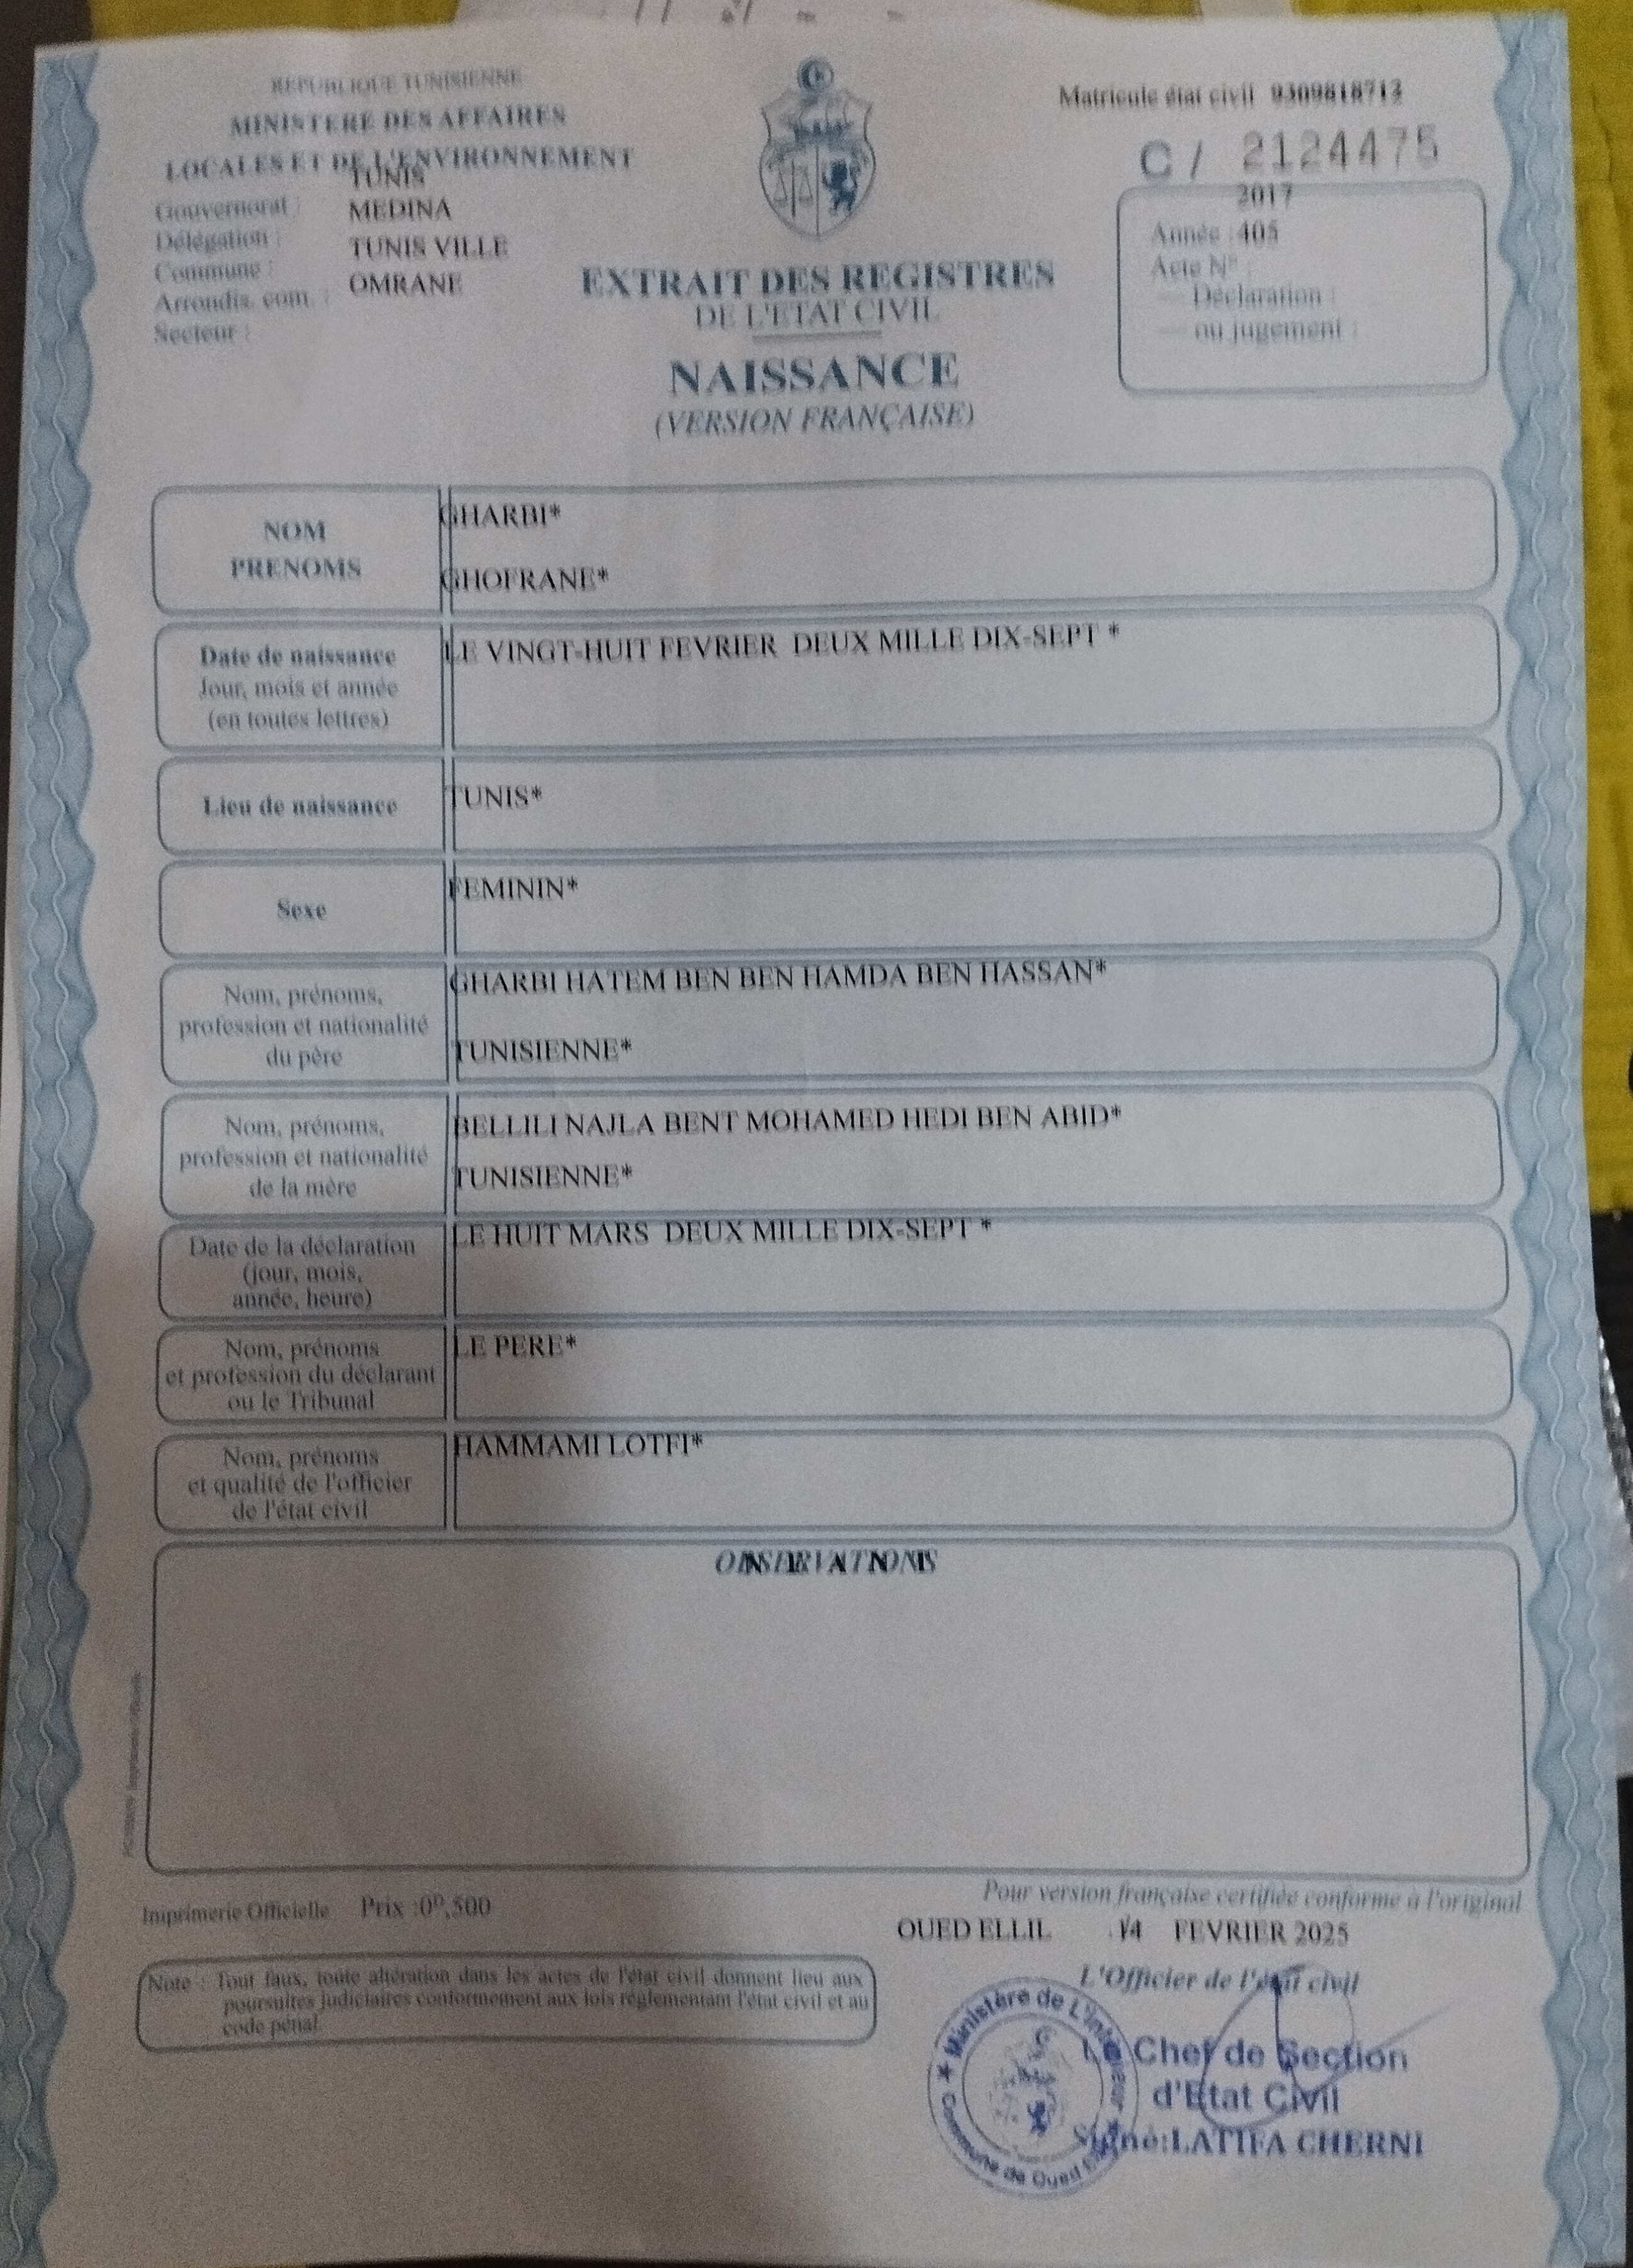 REPUBLIQUE TUNISIENNE
MINISTERE DES AFFAIRES
LOCALES ET DE L'ENVIRONNEMENT
Gouvernorat : TUNIS
Délégation : MEDINA
Commune : TUNIS VILLE
Arrondis. com. : OMRANE
Secteur :
Matricule état civil 9309818713
C / 2124475
2017
Année : 405
Acte N° :
— Déclaration :
— ou jugement :
EXTRAIT DES REGISTRES
DE L'ETAT CIVIL
NAISSANCE
(VERSION FRANÇAISE)
NOM
PRENOMS
GHARBI*
GHOFRANE*
Date de naissance
Jour, mois et année
(en toutes lettres)
LE VINGT-HUIT FEVRIER DEUX MILLE DIX-SEPT *
Lieu de naissance
TUNIS*
Sexe
FEMININ*
Nom, prénoms,
profession et nationalité
du père
GHARBI HATEM BEN BEN HAMDA BEN HASSAN*
TUNISIENNE*
Nom, prénoms,
profession et nationalité
de la mère
BELLILI NAJLA BENT MOHAMED HEDI BEN ABID*
TUNISIENNE*
Date de la déclaration
(jour, mois,
année, heure)
LE HUIT MARS DEUX MILLE DIX-SEPT *
Nom, prénoms
et profession du déclarant
ou le Tribunal
LE PERE*
Nom, prénoms
et qualité de l'officier
de l'état civil
HAMMAMI LOTFI*
OBSERVATIONS
Imprimerie Officielle Prix :0ᴰ,500
Pour version française certifiée conforme à l'original
OUED ELLIL 14 FEVRIER 2025
Note : Tout faux, toute altération dans les actes de l'état civil donnent lieu aux
poursuites judiciaires conformement aux lois réglementant l'état civil et au
code pénal.
L'Officier de l'état civil
Le Chef de Section
d'Etat Civil
Signé:LATIFA CHERNI
Ministère de L'Intérieur
Commune de Oued Ellil